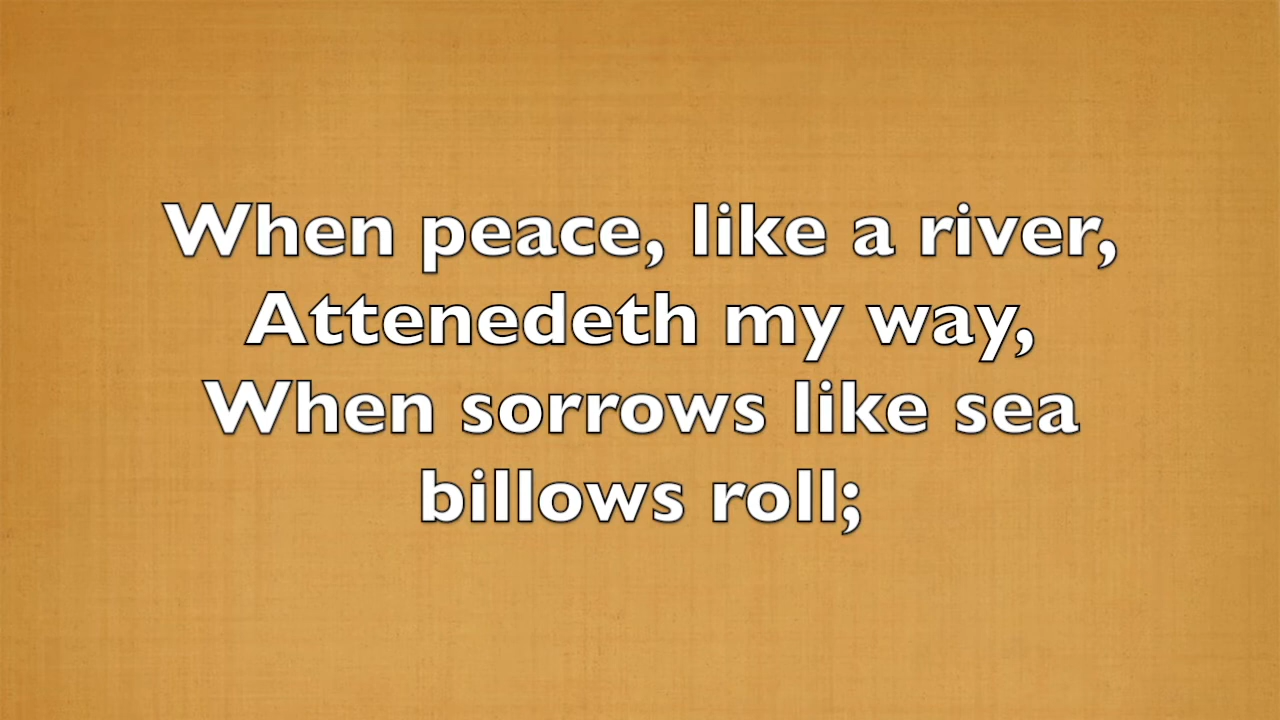 When peace, like a river,
Attenedeth my way,
When sorrows like sea
billows roll;